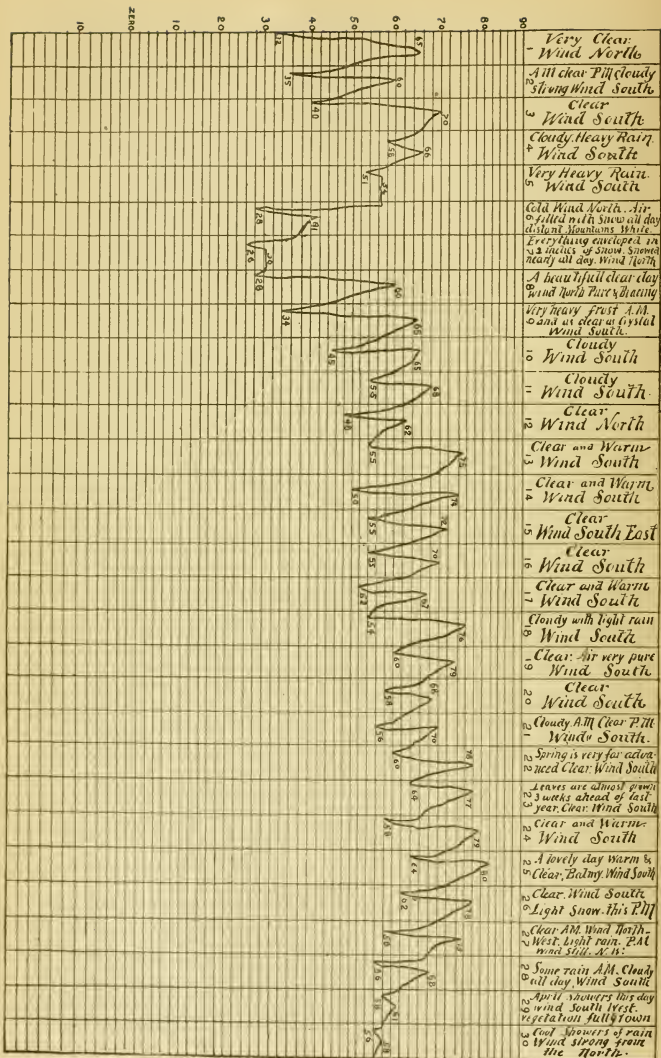 10
ZERO
10
20
30
40
50
60
70
80
90
1
Very Clear
Wind North
65
2
A.M clear P.M cloudy
strong Wind South
35
60
3
Clear
Wind South
40
70
4
Cloudy. Heavy Rain.
Wind South
58
66
5
Very Heavy Rain.
Wind South
6
Cold Wind North. Air
filled with Snow all day
distant Mountains White.
28
7
Everything enveloped in
inches of Snow. Snowed
nearly all day. Wind North
26
8
A beautifull clear day
Wind North Pure & Bracing
28
60
9
Very heavy frost A.M.
and as clear as Crystal
Wind South.
34
65
10
Cloudy
Wind South
45
65
11
Cloudy
Wind South.
55
68
12
Clear
Wind North
48
62
13
Clear and Warm
Wind South
55
75
14
Clear and Warm
Wind South
50
74
15
Clear
Wind South East
55
72
16
Clear
Wind South
55
70
17
Clear and Warm
Wind South
52
67
18
Cloudy with light rain
Wind South
54
76
19
Clear. Air very pure
Wind South.
60
79
20
Clear
Wind South
58
66
21
Cloudy. A.M Clear P.M
Wind South.
56
70
22
Spring is very far adva-
nced Clear. Wind South
60
78
23
Leaves are almost grown
3 weeks ahead of last
year. Clear. Wind South
64
77
24
Clear and Warm.
Wind South
58
79
25
A lovely day Warm &
Clear. Balmy. Wind South
64
80
26
Clear. Wind South
Light Snow this P.M
62
78
27
Clear A.M. Wind North-
West. Light rain. P.M
Wind Still. N.W.
28
Some rain A.M. Cloudy
all day. Wind South
56
68
29
April showers this day
wind South West.
vegetation fully Grown
58
61
30
Cool Showers of rain
Wind strong from
the North.
56
58